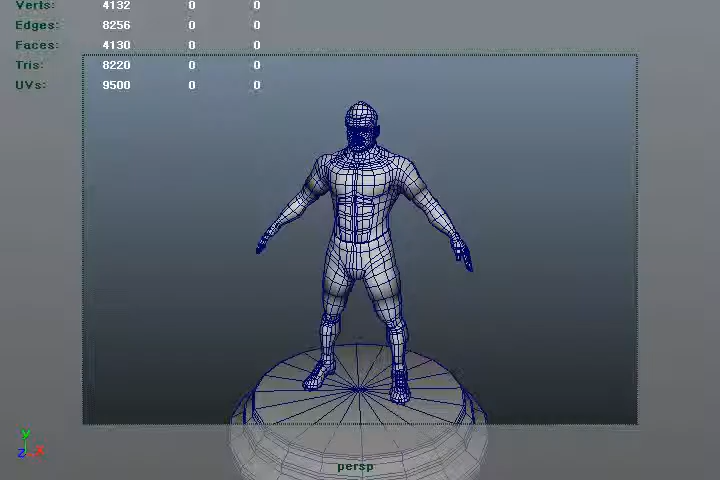 Verts: 4132 0 0
Edges: 8256 0 0
Faces: 4130 0 0
Tris: 8220 0 0
UVs: 9500 0 0
y
z x
persp